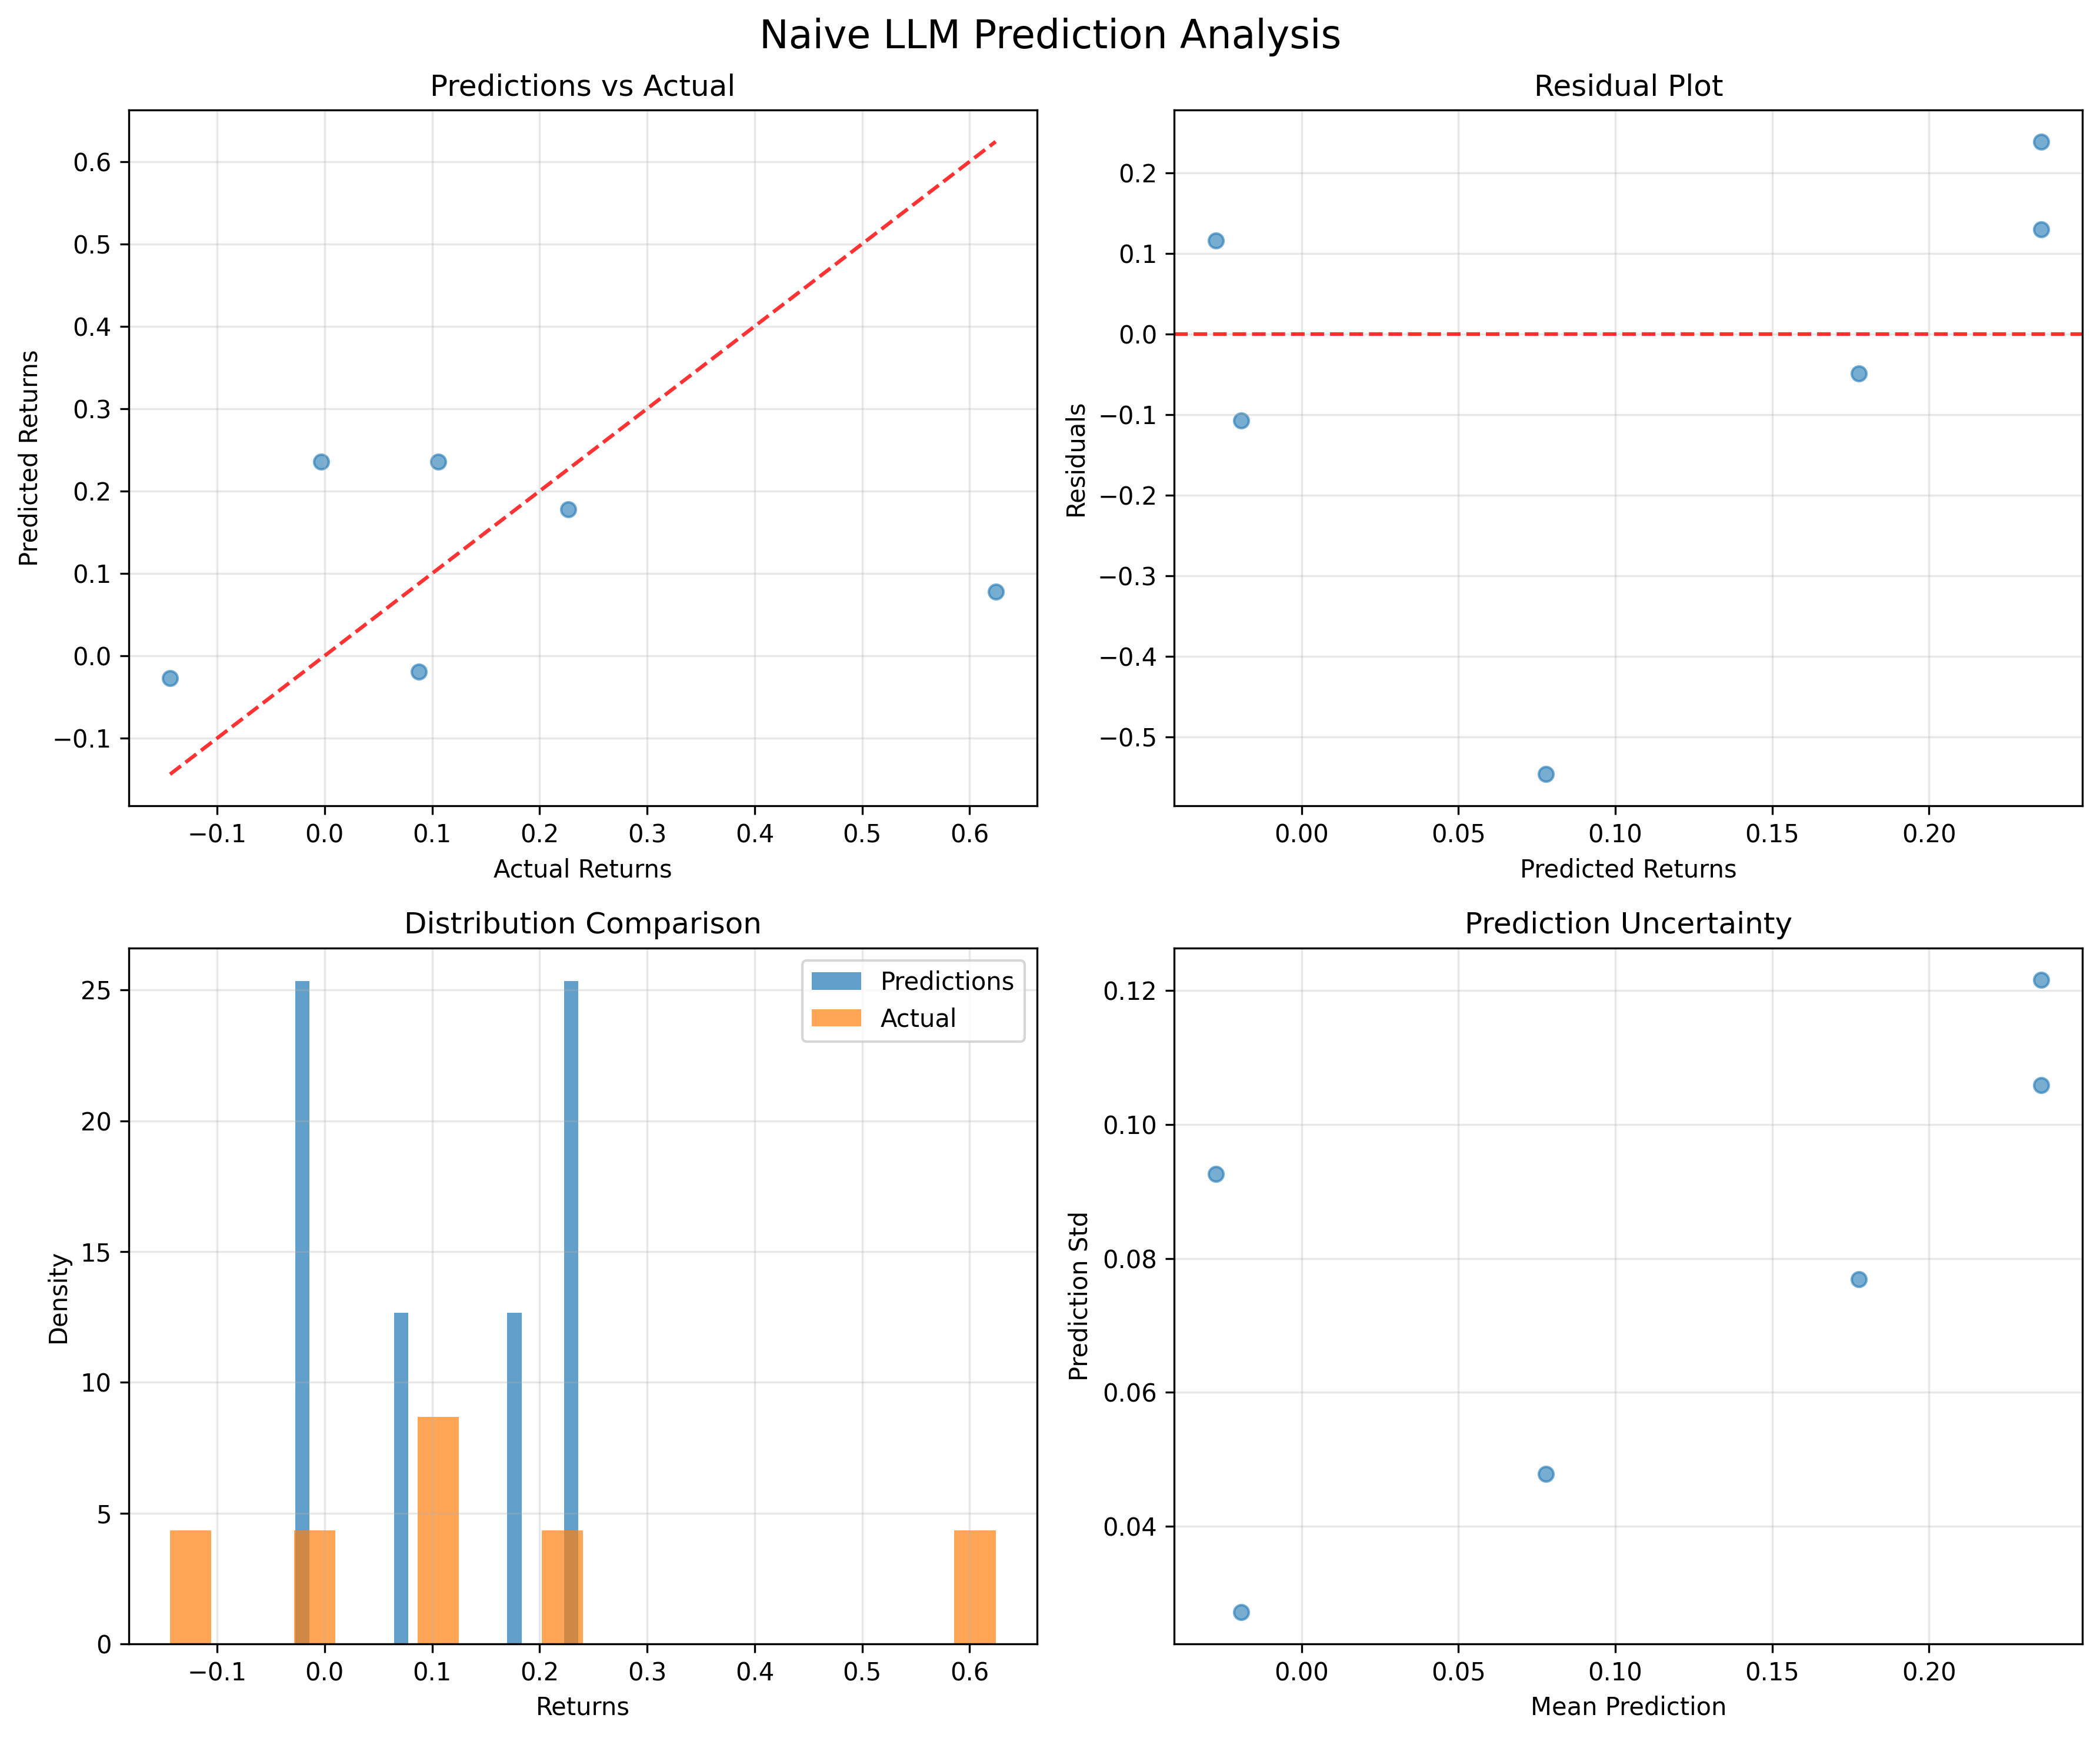 Naive LLM Prediction Analysis
Predictions vs Actual
Predicted Returns
0.6
0.5
0.4
0.3
0.2
0.1
0.0
−0.1
−0.1 0.0 0.1 0.2 0.3 0.4 0.5 0.6
Actual Returns
Residual Plot
Residuals
0.2
0.1
0.0
−0.1
−0.2
−0.3
−0.4
−0.5
0.00 0.05 0.10 0.15 0.20
Predicted Returns
Distribution Comparison
Predictions
Actual
Density
25
20
15
10
5
0
−0.1 0.0 0.1 0.2 0.3 0.4 0.5 0.6
Returns
Prediction Uncertainty
Prediction Std
0.12
0.10
0.08
0.06
0.04
0.00 0.05 0.10 0.15 0.20
Mean Prediction